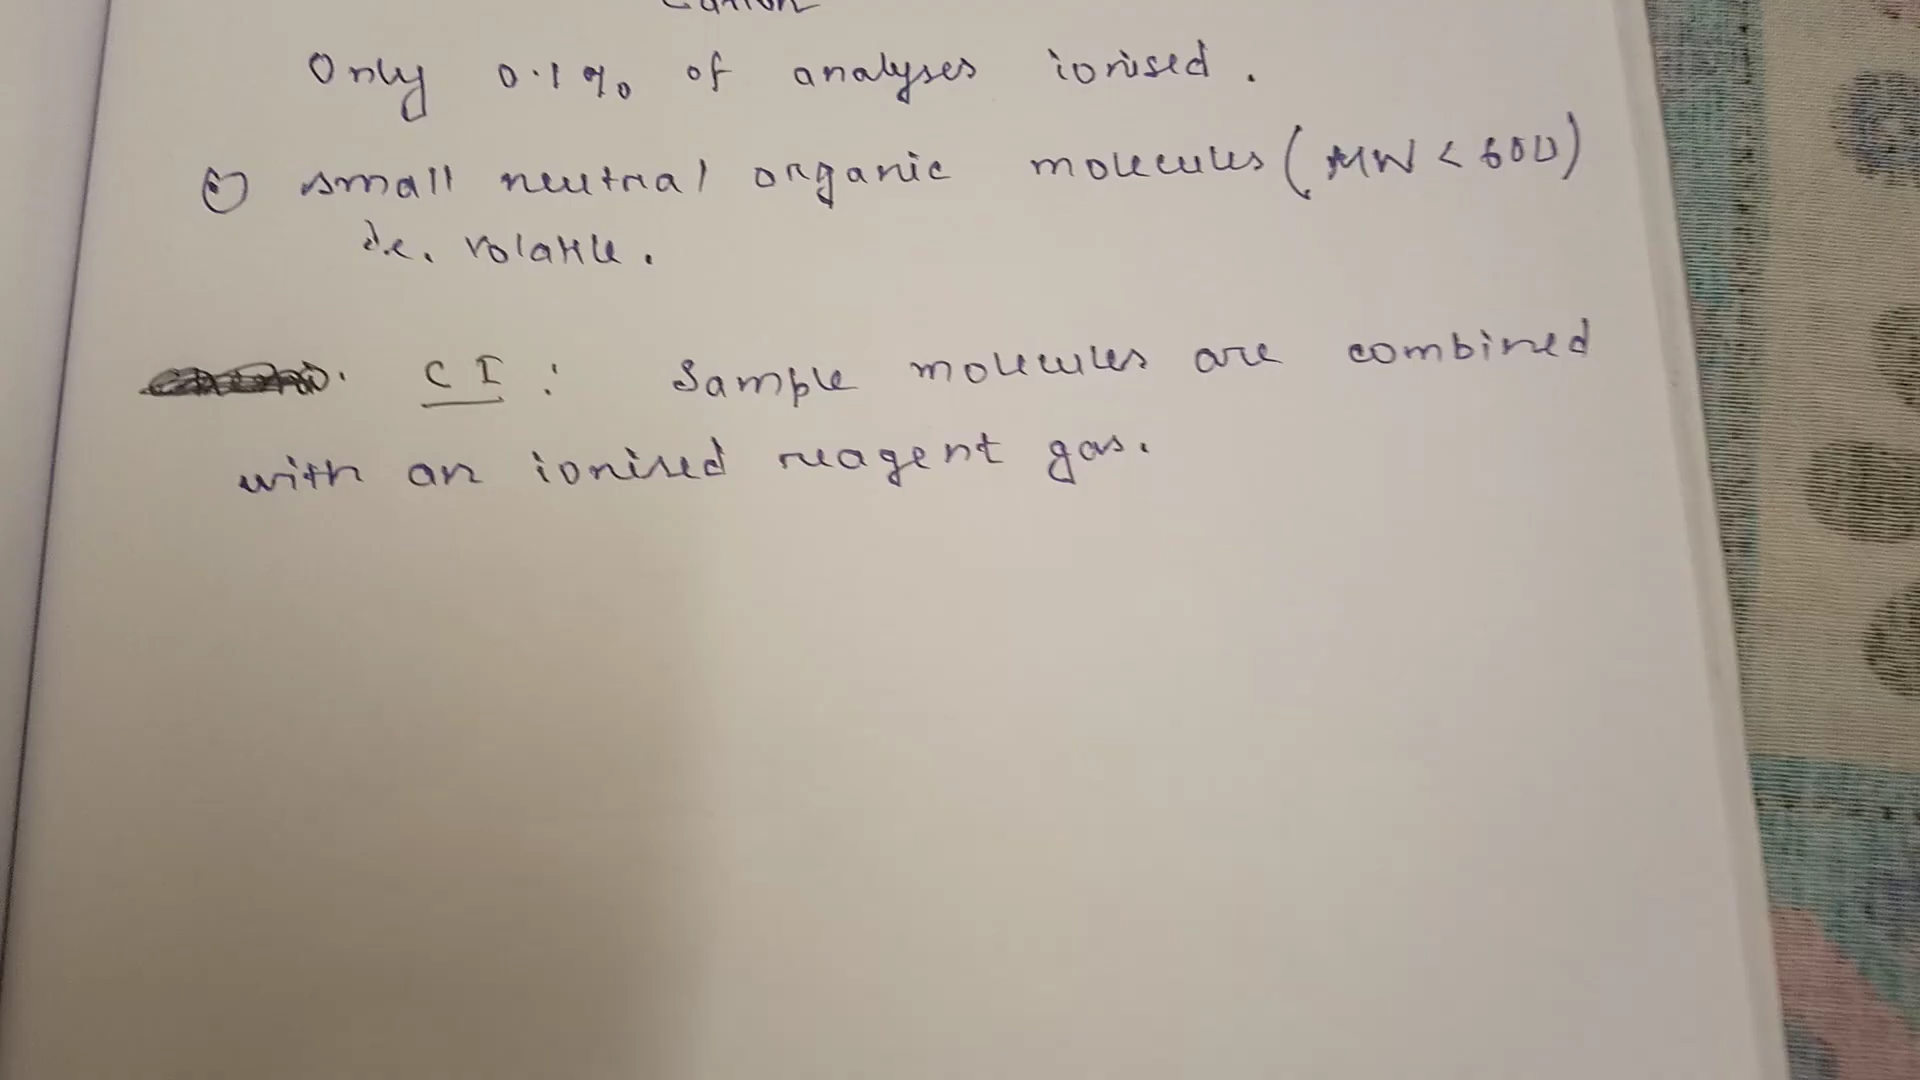 Cation
Only 0.1% of analyses ionised.
small neutral organic molecules (MW < 600)
i.e. volatile.
CI: Sample molecules are combined
with an ionised reagent gas.